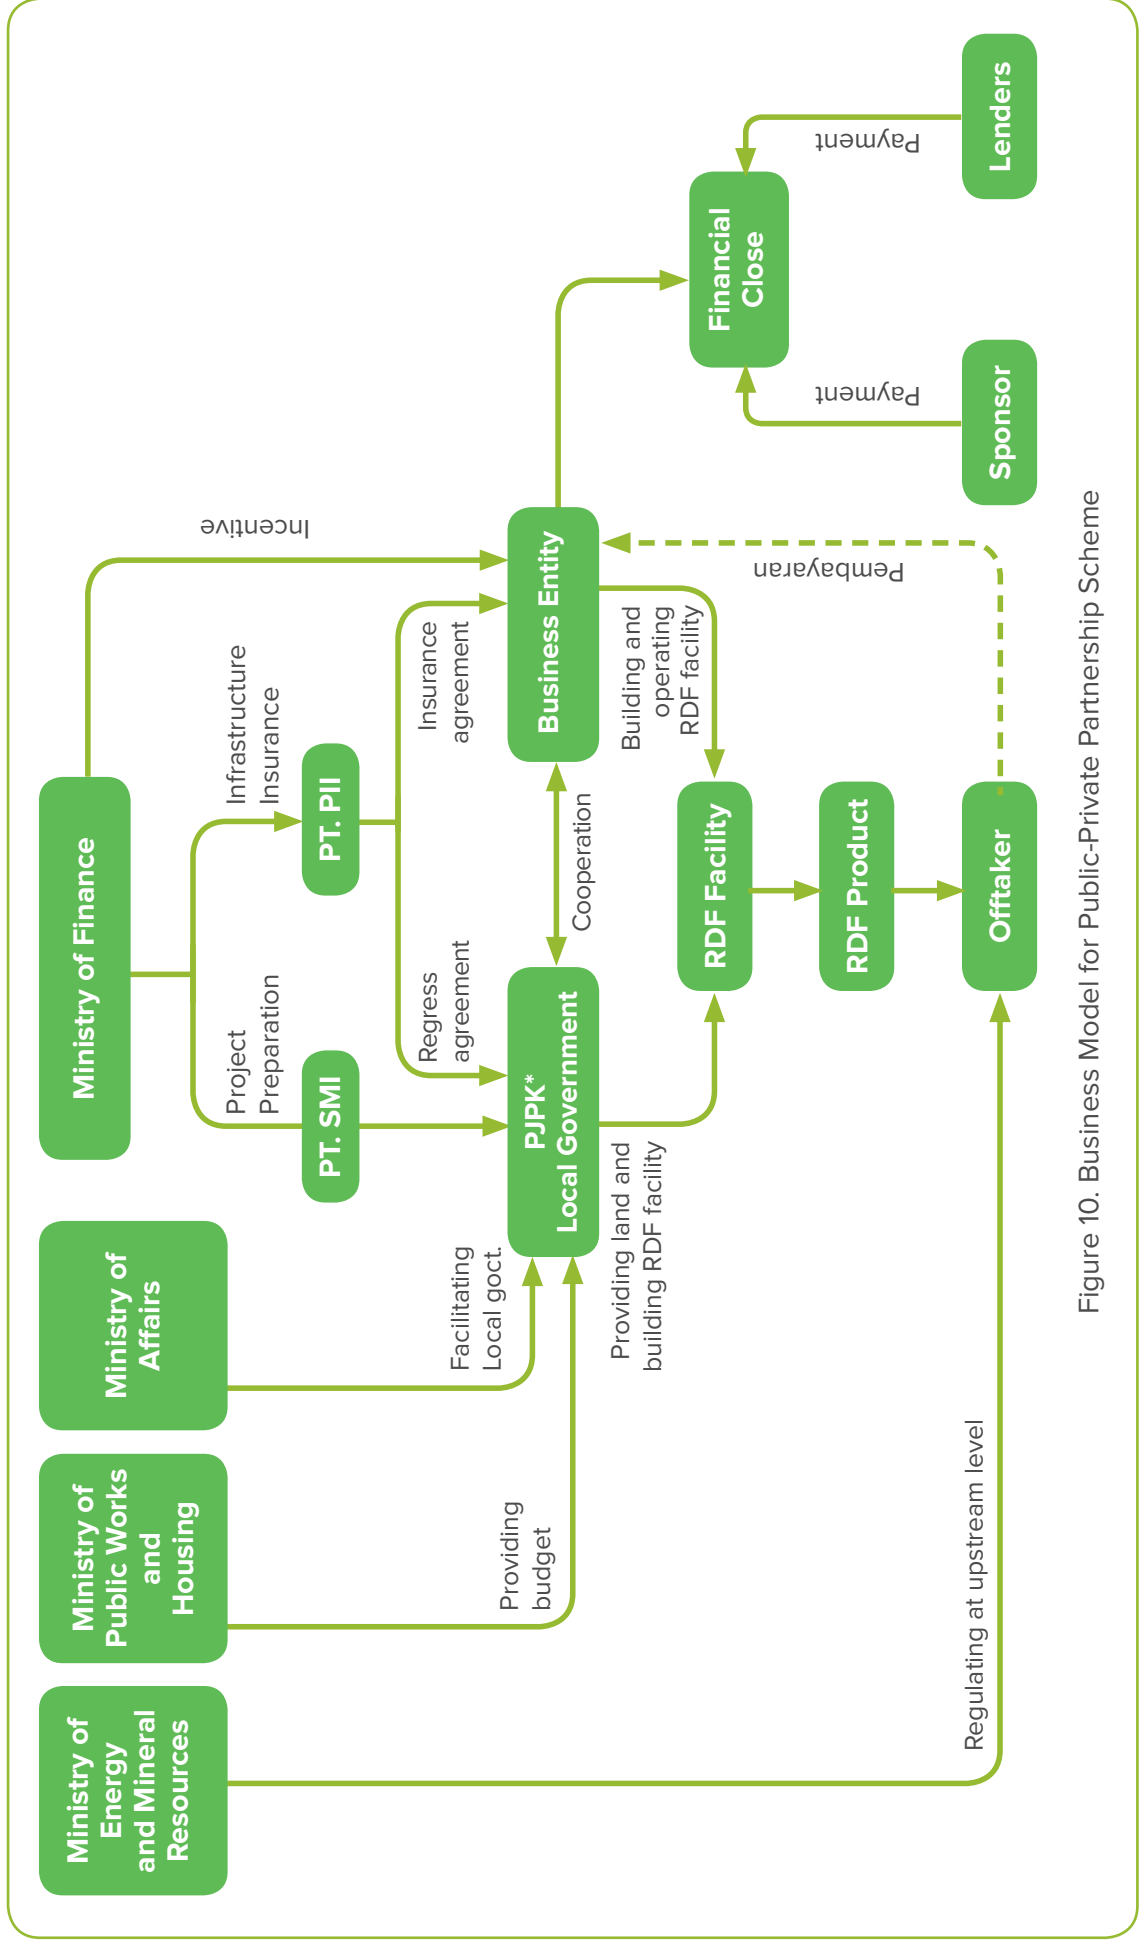 Ministry of
Energy
and Mineral
Resources
Ministry of
Public Works
and
Housing
Ministry of
Affairs
Ministry of Finance
Project
Preparation
Infrastructure
Insurance
Incentive
PT. SMI
PT. PII
Facilitating
Local goct.
Regress
agreement
Insurance
agreement
Providing
budget
PJPK*
Local Government
Cooperation
Business Entity
Providing land and
building RDF facility
Building and
operating
RDF facility
RDF Facility
Financial
Close
Pembayaran
Payment
Payment
RDF Product
Regulating at upstream level
Offtaker
Sponsor
Lenders
Figure 10. Business Model for Public-Private Partnership Scheme